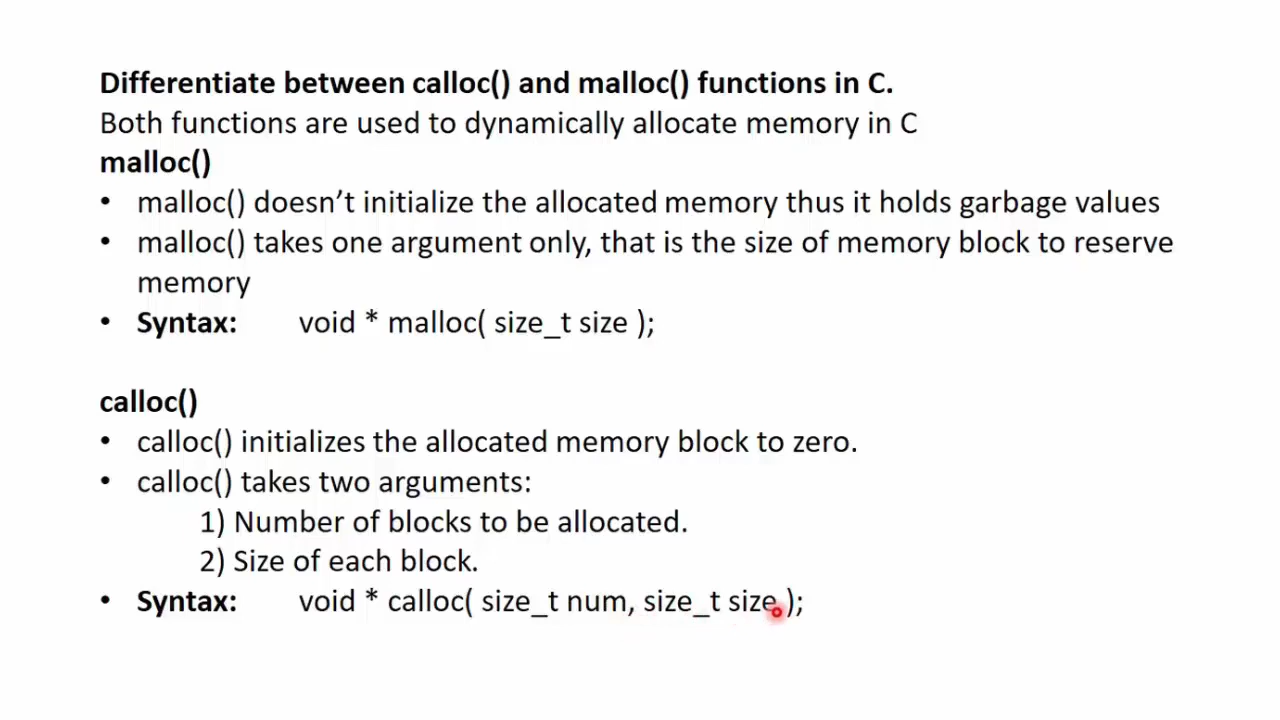 Differentiate between calloc() and malloc() functions in C.
Both functions are used to dynamically allocate memory in C
malloc()
• malloc() doesn’t initialize the allocated memory thus it holds garbage values
• malloc() takes one argument only, that is the size of memory block to reserve
memory
• Syntax: void * malloc( size_t size );
calloc()
• calloc() initializes the allocated memory block to zero.
• calloc() takes two arguments:
1) Number of blocks to be allocated.
2) Size of each block.
• Syntax: void * calloc( size_t num, size_t size );